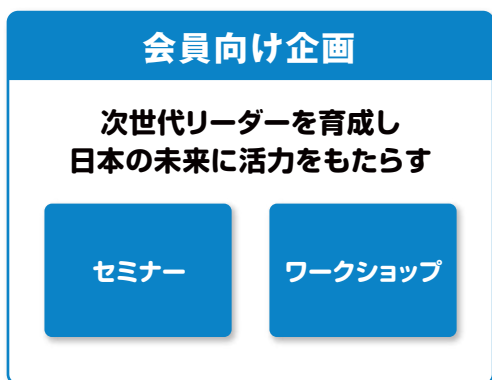 会員向け企画
次世代リーダーを育成し
日本の未来に活力をもたらす
セミナー
ワークショップ